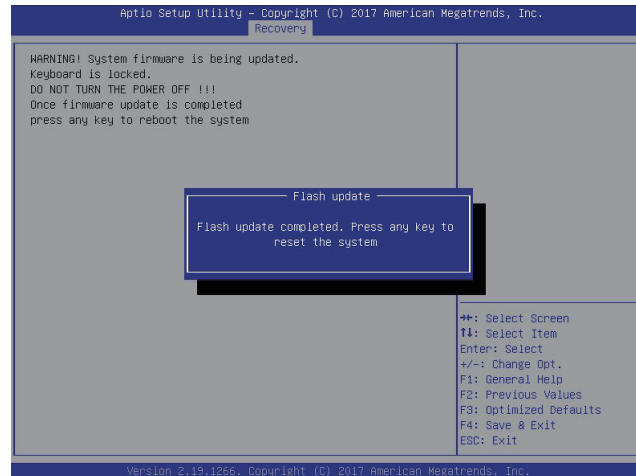 Aptio Setup Utility – Copyright (C) 2017 American Megatrends, Inc.
Recovery
WARNING! System firmware is being updated.
Keyboard is locked.
DO NOT TURN THE POWER OFF !!!
Once firmware update is completed
press any key to reboot the system
Flash update
Flash update completed. Press any key to
reset the system
→←: Select Screen
↑↓: Select Item
Enter: Select
+/-: Change Opt.
F1: General Help
F2: Previous Values
F3: Optimized Defaults
F4: Save & Exit
ESC: Exit
Version 2.19.1266. Copyright (C) 2017 American Megatrends, Inc.